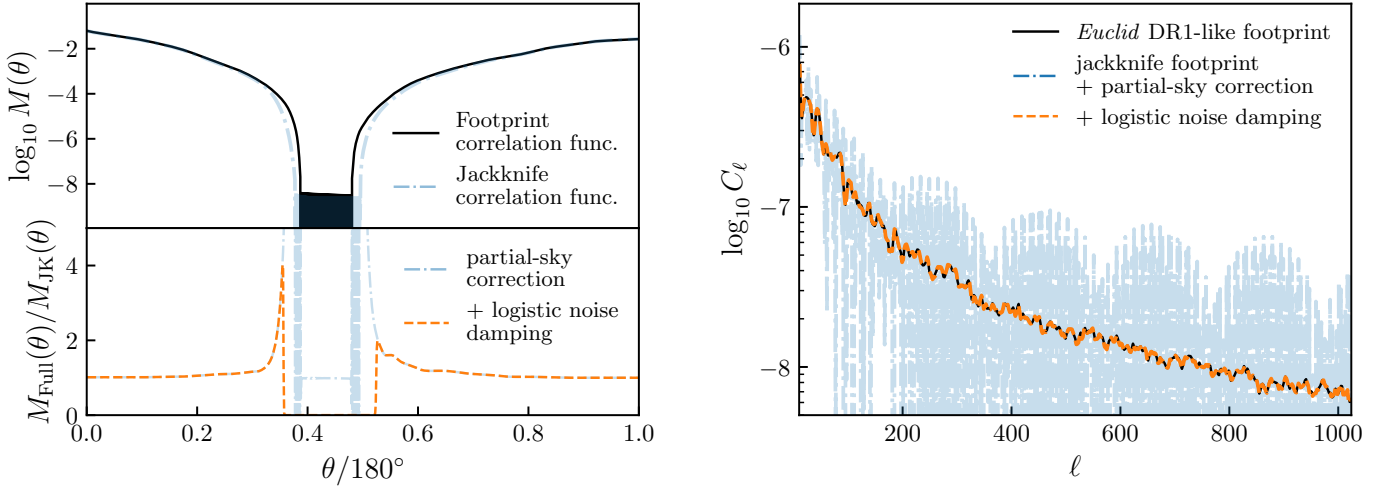 log₁₀ M(θ)
−2
−4
−6
−8
Footprint
correlation func.
Jackknife
correlation func.
M_Full(θ)/M_JK(θ)
4
2
0
partial-sky
correction
+ logistic noise
damping
0.0
0.2
0.4
0.6
0.8
1.0
θ/180°
log₁₀ C_ℓ
−6
−7
−8
Euclid DR1-like footprint
jackknife footprint
+ partial-sky correction
+ logistic noise damping
200
400
600
800
1000
ℓ